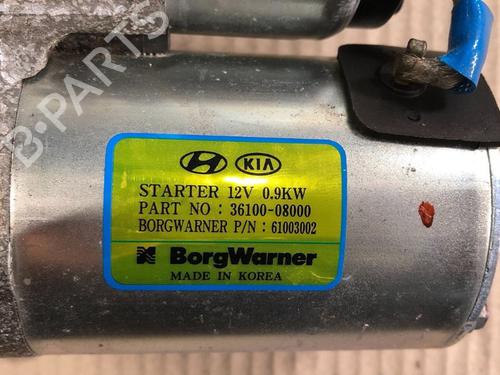 B-PARTS
KIA
STARTER 12V 0.9KW
PART NO : 36100-08000
BORGWARNER P/N : 61003002
BorgWarner
MADE IN KOREA